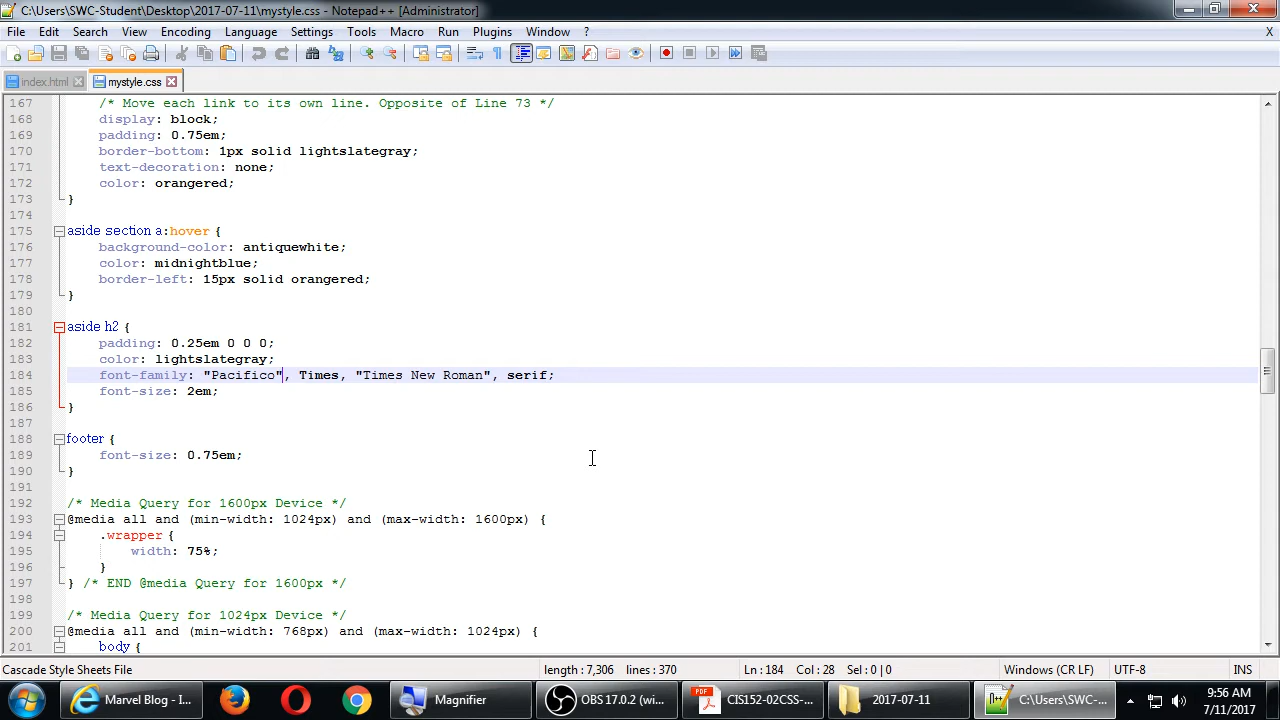 C:\Users\SWC-Student\Desktop\2017-07-11\mystyle.css - Notepad++ [Administrator]
File Edit Search View Encoding Language Settings Tools Macro Run Plugins Window ? X
index.html mystyle.css
167 /* Move each link to its own line. Opposite of Line 73 */
168 display: block;
169 padding: 0.75em;
170 border-bottom: 1px solid lightslategray;
171 text-decoration: none;
172 color: orangered;
173 }
174
175 aside section a:hover {
176 background-color: antiquewhite;
177 color: midnightblue;
178 border-left: 15px solid orangered;
179 }
180
181 aside h2 {
182 padding: 0.25em 0 0 0;
183 color: lightslategray;
184 font-family: "Pacifico", Times, "Times New Roman", serif;
185 font-size: 2em;
186 }
187
188 footer {
189 font-size: 0.75em;
190 }
191
192 /* Media Query for 1600px Device */
193 @media all and (min-width: 1024px) and (max-width: 1600px) {
194 .wrapper {
195 width: 75%;
196 }
197 } /* END @media Query for 1600px */
198
199 /* Media Query for 1024px Device */
200 @media all and (min-width: 768px) and (max-width: 1024px) {
201 body {
Cascade Style Sheets File length : 7,306 lines : 370 Ln : 184 Col : 28 Sel : 0 | 0 Windows (CR LF) UTF-8 INS
Marvel Blog - I... Magnifier OBS 17.0.2 (wi... PDF CIS152-02CSS-... 2017-07-11 C:\Users\SWC-... 9:56 AM
7/11/2017